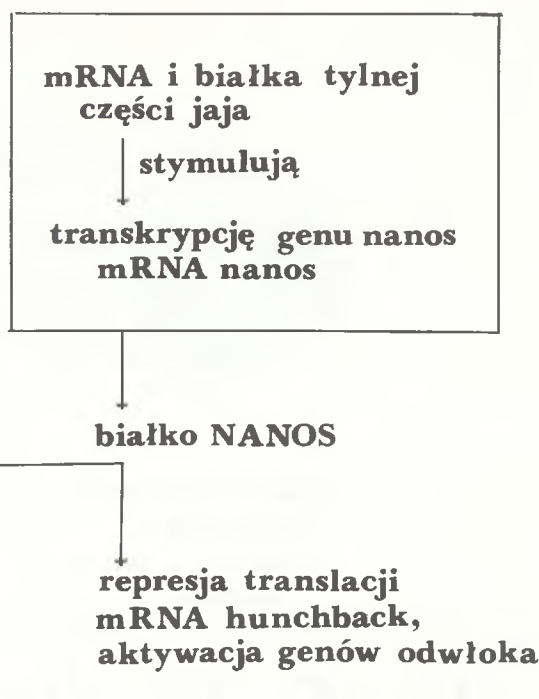 mRNA i białka tylnej
części jaja
stymulują
transkrypcję genu nanos
mRNA nanos
białko NANOS
represja translacji
mRNA hunchback,
aktywacja genów odwłoka